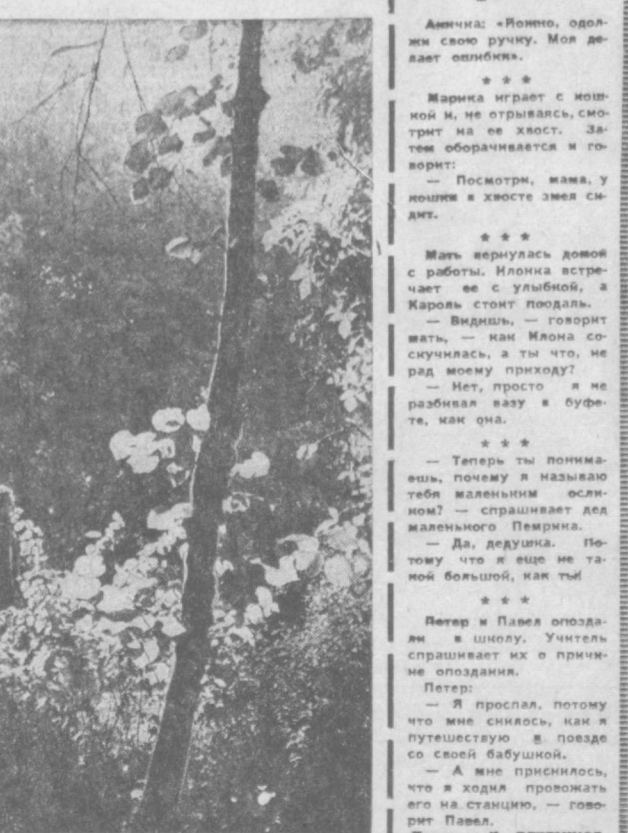 Аничка: «Йожко, одол-
жи свою ручку. Моя де-
лает ошибки».
* * *
Марика играет с кош-
кой и, не отрываясь, смо-
трит на ее хвост. За-
тем оборачивается и го-
ворит:
— Посмотри, мама, у
кошки в хвосте змея си-
дит.
* * *
Мать вернулась домой
с работы. Илонка встре-
чает ее с улыбкой, а
Кароль стоит поодаль.
— Видишь, — говорит
мать, — как Илона со-
скучилась, а ты что, не
рад моему приходу?
— Нет, просто я не
разбивал вазу в буфе-
те, как она.
* * *
— Теперь ты понима-
ешь, почему я называю
тебя маленьким осли-
ком? — спрашивает дед
маленького
— Да, дедушка. По-
тому что я еще не та-
кой большой, как ты!
* * *
Петер и Павел опозда-
ли в школу. Учитель
спрашивает их о причи-
не опоздания.
Петер:
— Я проспал, потому
что мне снилось, как я
путешествую в поезде
со своей бабушкой.
— А мне приснилось,
что я ходил провожать
его на станцию, — гово-
рит Павел.